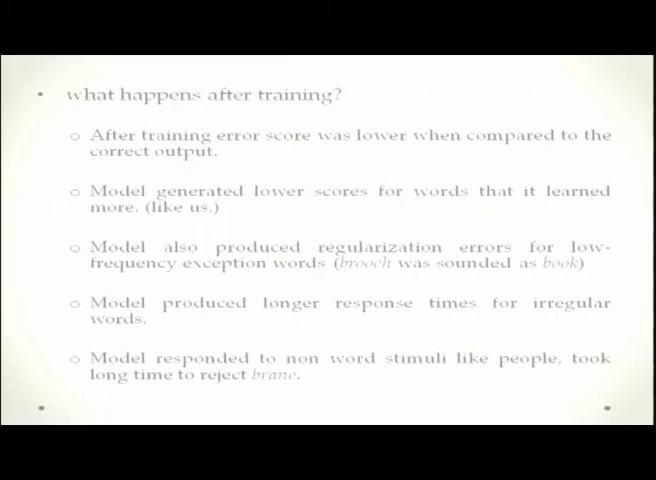 • what happens after training?
o After training error score was lower when compared to the
correct output.
o Model generated lower scores for words that it learned
more. (like us.)
o Model also produced regularization errors for low-
frequency exception words (brooch was sounded as book)
o Model produced longer response times for irregular
words.
o Model responded to non word stimuli like people, took
long time to reject brane.